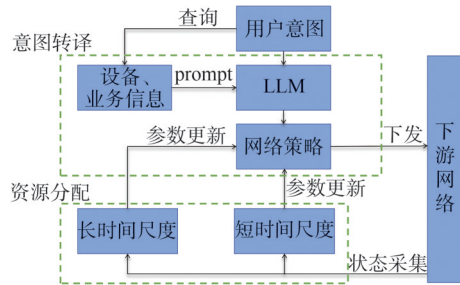 查询
用户意图
意图转译
设备、
业务信息
prompt
LLM
参数更新
网络策略
下发
下游网络
参数更新
资源分配
长时间尺度
短时间尺度
状态采集